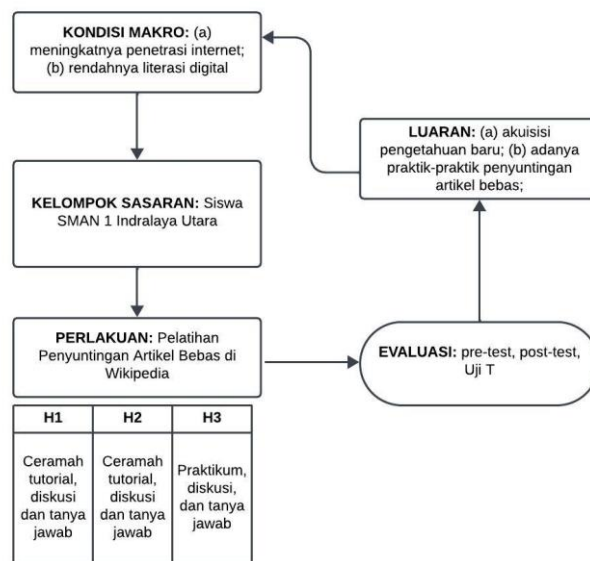 KONDISI MAKRO: (a)
meningkatnya penetrasi internet;
(b) rendahnya literasi digital
KELOMPOK SASARAN: Siswa
SMAN 1 Indralaya Utara
PERLAKUAN: Pelatihan
Penyuntingan Artikel Bebas di
Wikipedia
H1
H2
H3
Ceramah
tutorial,
diskusi
dan tanya
jawab
Ceramah
tutorial,
diskusi
dan tanya
jawab
Praktikum,
diskusi,
dan tanya
jawab
EVALUASI: pre-test, post-test,
Uji T
LUARAN: (a) akuisisi
pengetahuan baru; (b) adanya
praktik-praktik penyuntingan
artikel bebas;